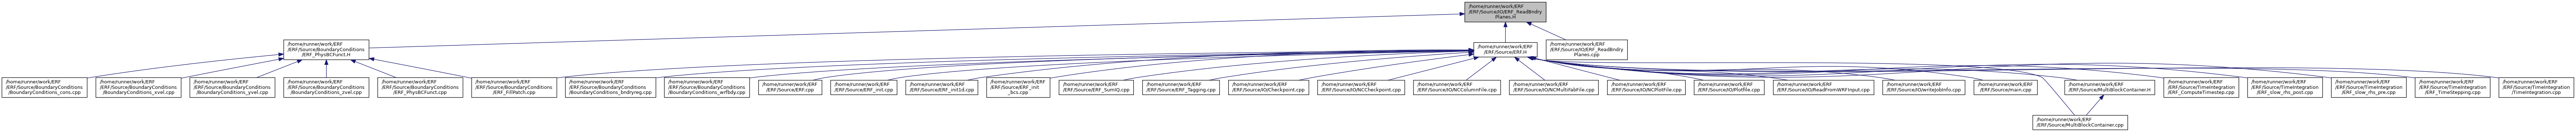 /home/runner/work/ERF
/ERF/Source/IO/ERF_ReadBndry
Planes.H
/home/runner/work/ERF
/ERF/Source/BoundaryConditions
/ERF_PhysBCFunct.H
/home/runner/work/ERF
/ERF/Source/ERF.H
/home/runner/work/ERF
/ERF/Source/IO/ERF_ReadBndry
Planes.cpp
/home/runner/work/ERF
/ERF/Source/BoundaryConditions
/BoundaryConditions_cons.cpp
/home/runner/work/ERF
/ERF/Source/BoundaryConditions
/BoundaryConditions_xvel.cpp
/home/runner/work/ERF
/ERF/Source/BoundaryConditions
/BoundaryConditions_yvel.cpp
/home/runner/work/ERF
/ERF/Source/BoundaryConditions
/BoundaryConditions_zvel.cpp
/home/runner/work/ERF
/ERF/Source/BoundaryConditions
/ERF_PhysBCFunct.cpp
/home/runner/work/ERF
/ERF/Source/BoundaryConditions
/ERF_FillPatch.cpp
/home/runner/work/ERF
/ERF/Source/BoundaryConditions
/BoundaryConditions_bndryreg.cpp
/home/runner/work/ERF
/ERF/Source/BoundaryConditions
/BoundaryConditions_wrfbdy.cpp
/home/runner/work/ERF
/ERF/Source/ERF.cpp
/home/runner/work/ERF
/ERF/Source/ERF_init.cpp
/home/runner/work/ERF
/ERF/Source/ERF_init1d.cpp
/home/runner/work/ERF
/ERF/Source/ERF_init
_bcs.cpp
/home/runner/work/ERF
/ERF/Source/ERF_SumIQ.cpp
/home/runner/work/ERF
/ERF/Source/ERF_Tagging.cpp
/home/runner/work/ERF
/ERF/Source/IO/Checkpoint.cpp
/home/runner/work/ERF
/ERF/Source/IO/NCCheckpoint.cpp
/home/runner/work/ERF
/ERF/Source/IO/NCColumnFile.cpp
/home/runner/work/ERF
/ERF/Source/IO/NCMultiFabFile.cpp
/home/runner/work/ERF
/ERF/Source/IO/NCPlotFile.cpp
/home/runner/work/ERF
/ERF/Source/IO/Plotfile.cpp
/home/runner/work/ERF
/ERF/Source/IO/ReadFromWRFInput.cpp
/home/runner/work/ERF
/ERF/Source/IO/writeJobInfo.cpp
/home/runner/work/ERF
/ERF/Source/main.cpp
/home/runner/work/ERF
/ERF/Source/MultiBlockContainer.H
/home/runner/work/ERF
/ERF/Source/TimeIntegration
/ERF_ComputeTimestep.cpp
/home/runner/work/ERF
/ERF/Source/TimeIntegration
/ERF_slow_rhs_post.cpp
/home/runner/work/ERF
/ERF/Source/TimeIntegration
/ERF_slow_rhs_pre.cpp
/home/runner/work/ERF
/ERF/Source/TimeIntegration
/ERF_TimeStepping.cpp
/home/runner/work/ERF
/ERF/Source/TimeIntegration
/TimeIntegration.cpp
/home/runner/work/ERF
/ERF/Source/MultiBlockContainer.cpp